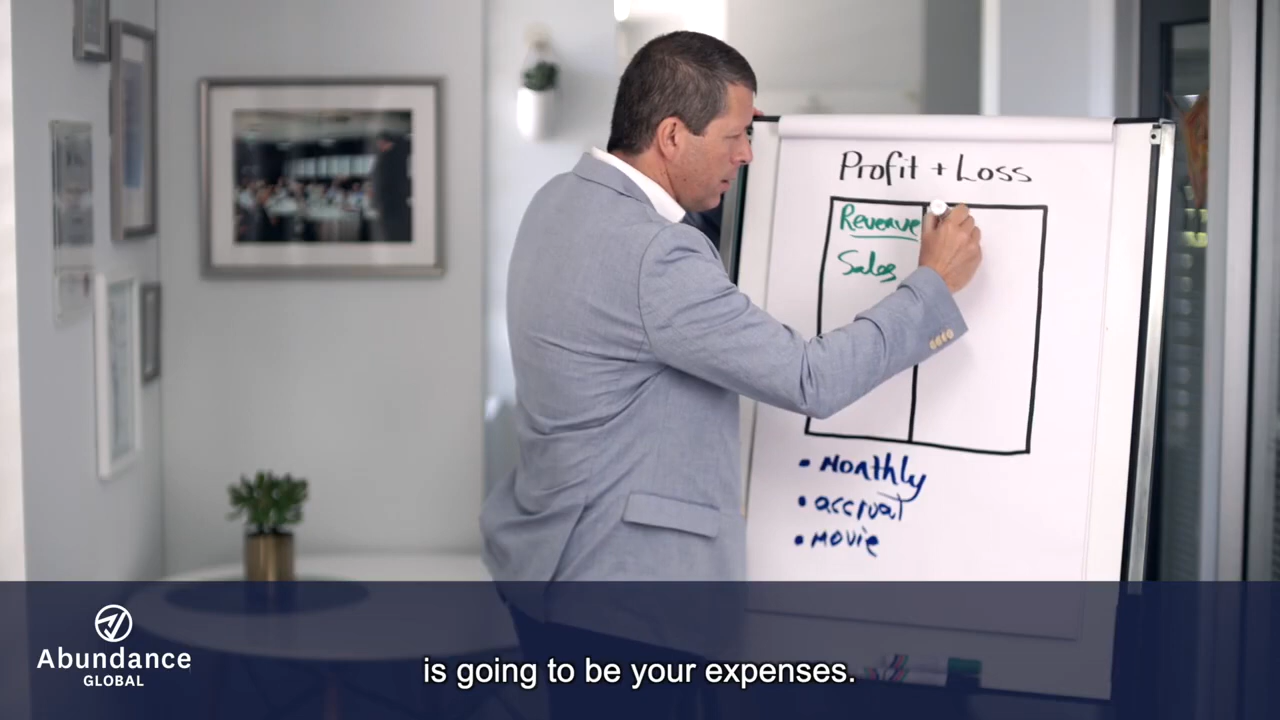 Profit + Loss
Revenue
Sales
• Monthly
• accrual
• Movie
Abundance
GLOBAL
is going to be your expenses.